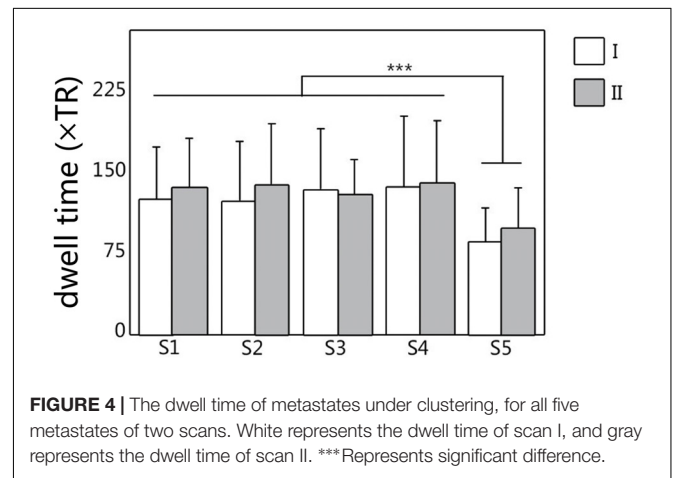 dwell time (×TR)
225
150
75
0
***
S1 S2 S3 S4 S5
I
II
FIGURE 4 | The dwell time of metastates under clustering, for all five
metastates of two scans. White represents the dwell time of scan I, and gray
represents the dwell time of scan II. ***Represents significant difference.